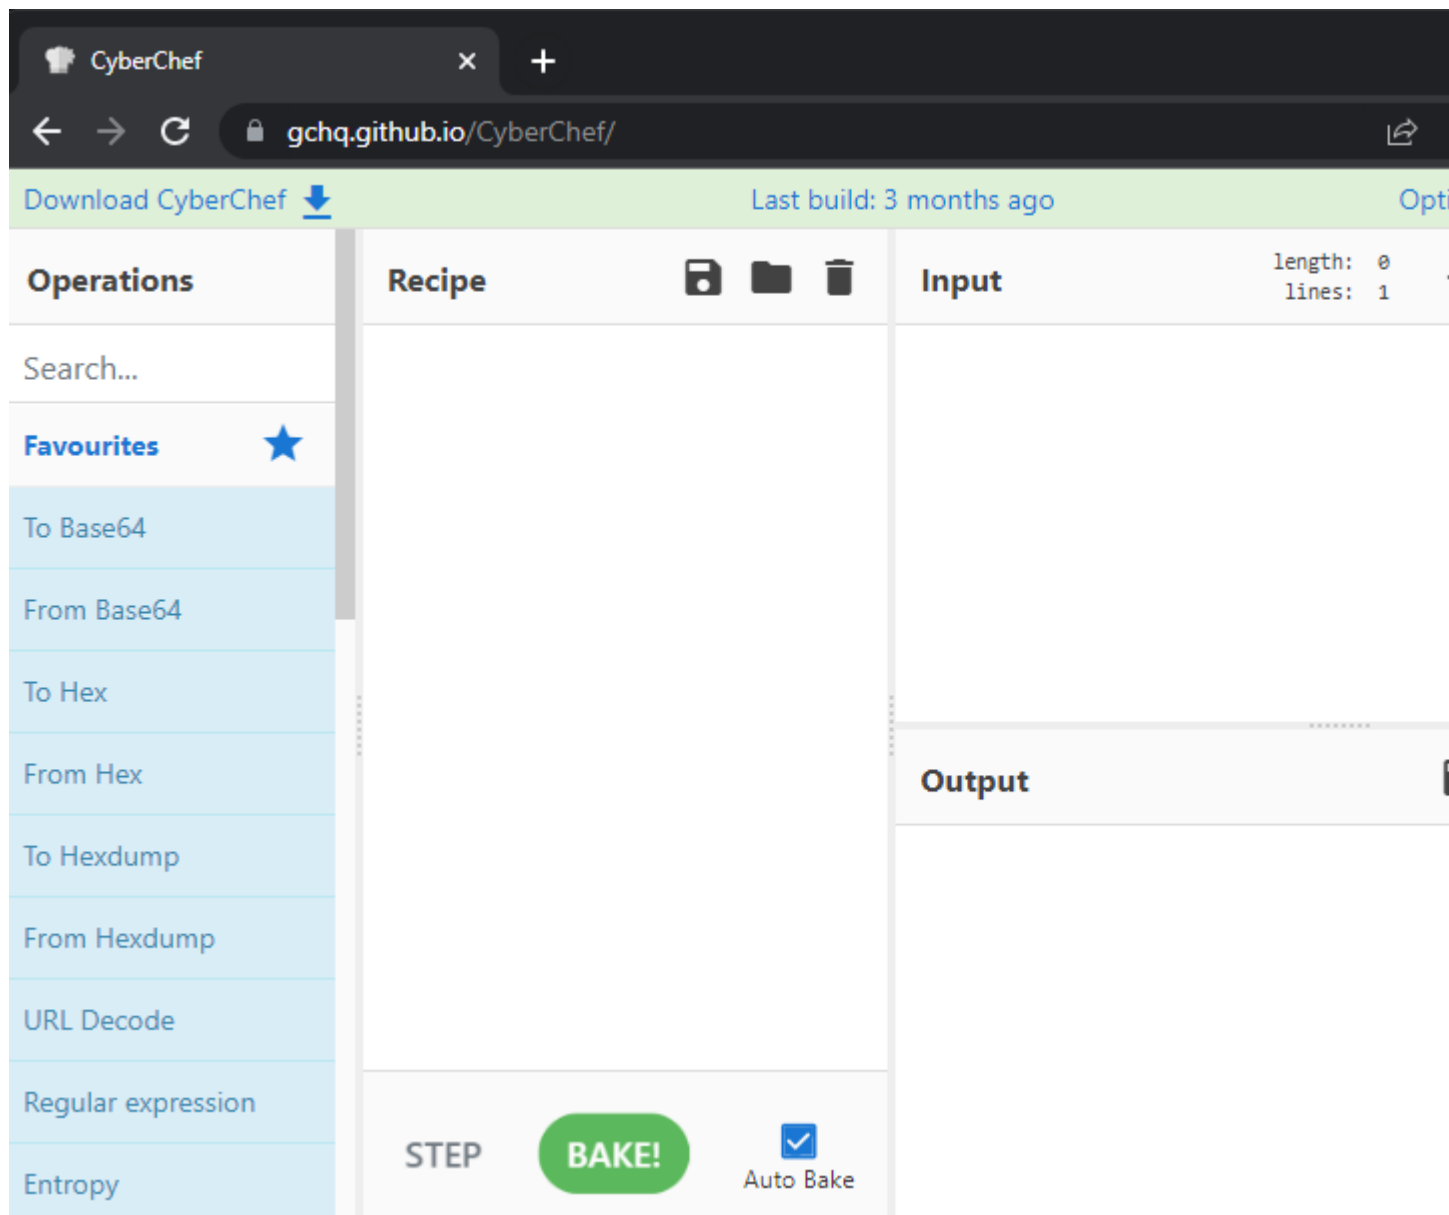 CyberChef
gchq.github.io/CyberChef/
Download CyberChef
Last build: 3 months ago
Opti
Operations
Search...
Favourites
To Base64
From Base64
To Hex
From Hex
To Hexdump
From Hexdump
URL Decode
Regular expression
Entropy
Recipe
STEP
BAKE!
Auto Bake
Input
length: 0
lines: 1
Output